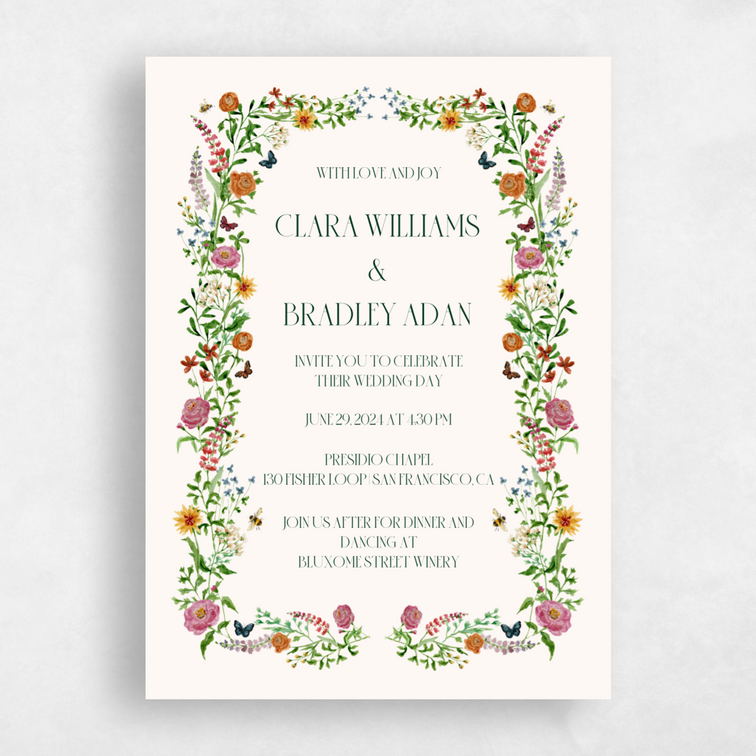 WITH LOVE AND JOY
CLARA WILLIAMS
&
BRADLEY ADAN
INVITE YOU TO CELEBRATE
THEIR WEDDING DAY
JUNE 29, 2024 AT 4:30 PM
PRESIDIO CHAPEL
130 FISHER LOOP | SAN FRANCISCO, CA
JOIN US AFTER FOR DINNER AND
DANCING AT
BLUXOME STREET WINERY